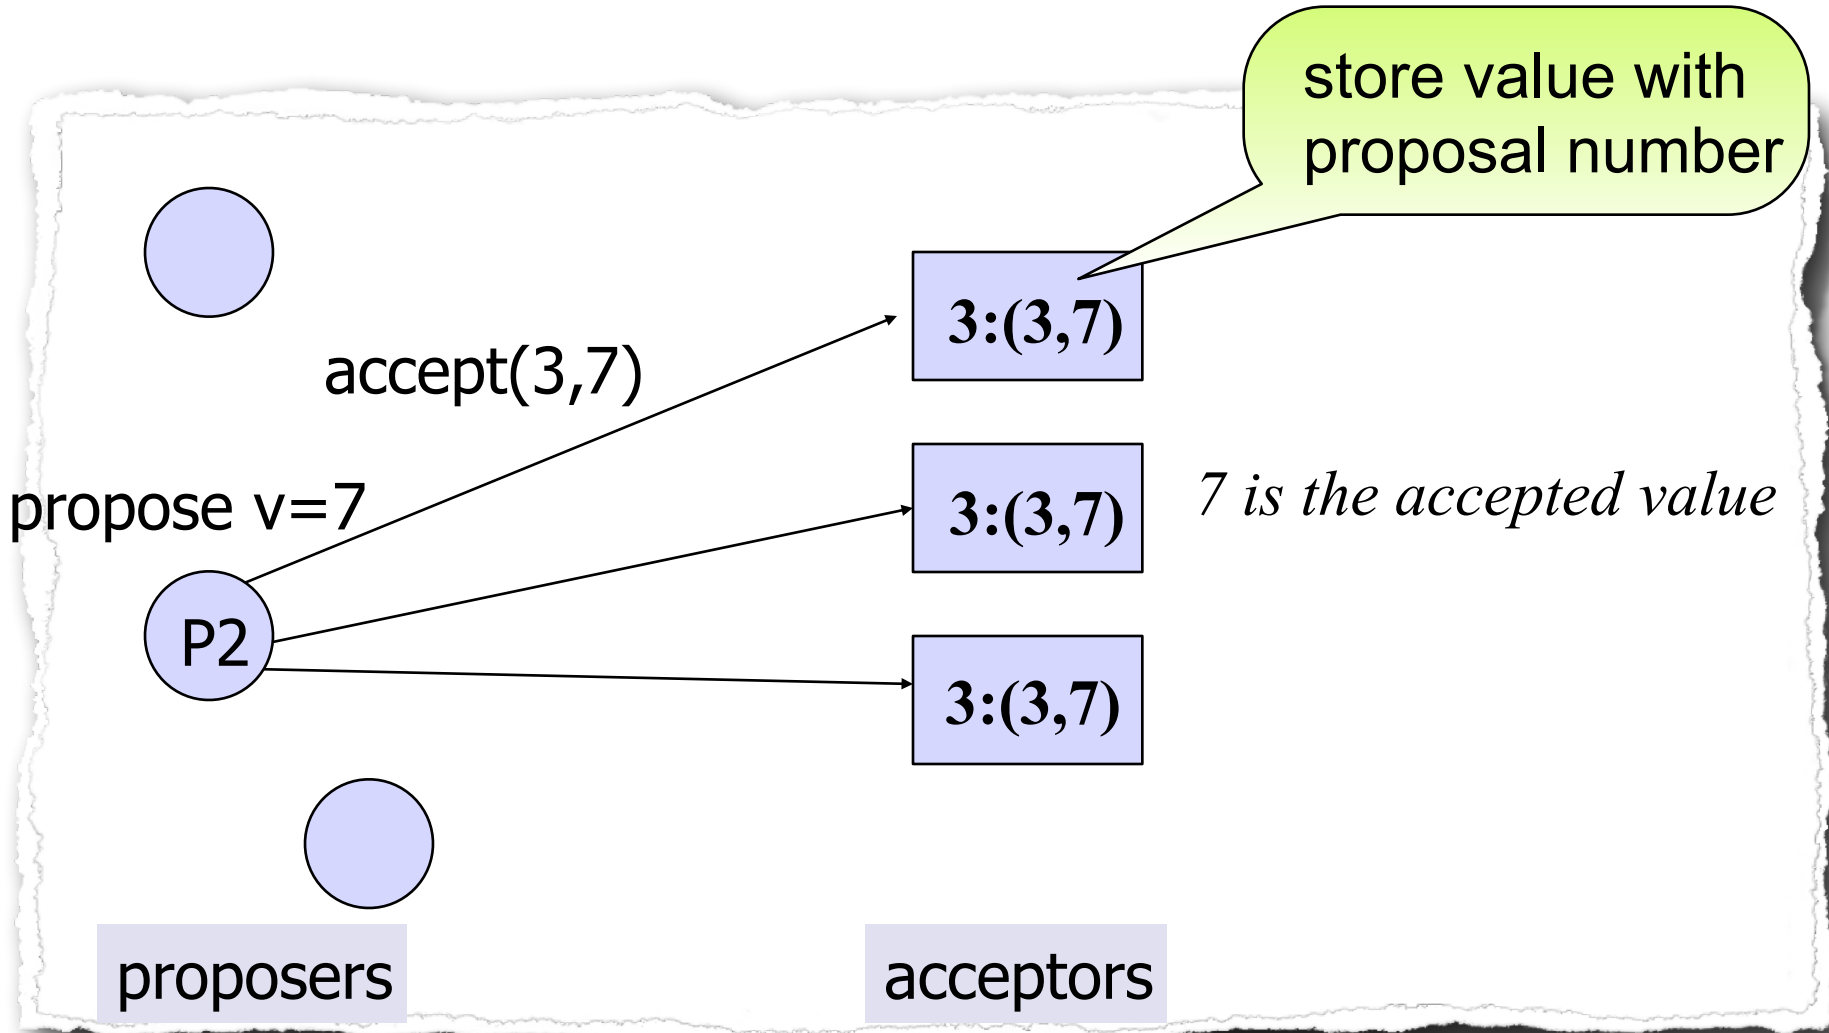 store value with
proposal number
3:(3,7)
accept(3,7)
propose v=7
3:(3,7)
7 is the accepted value
P2
3:(3,7)
proposers
acceptors